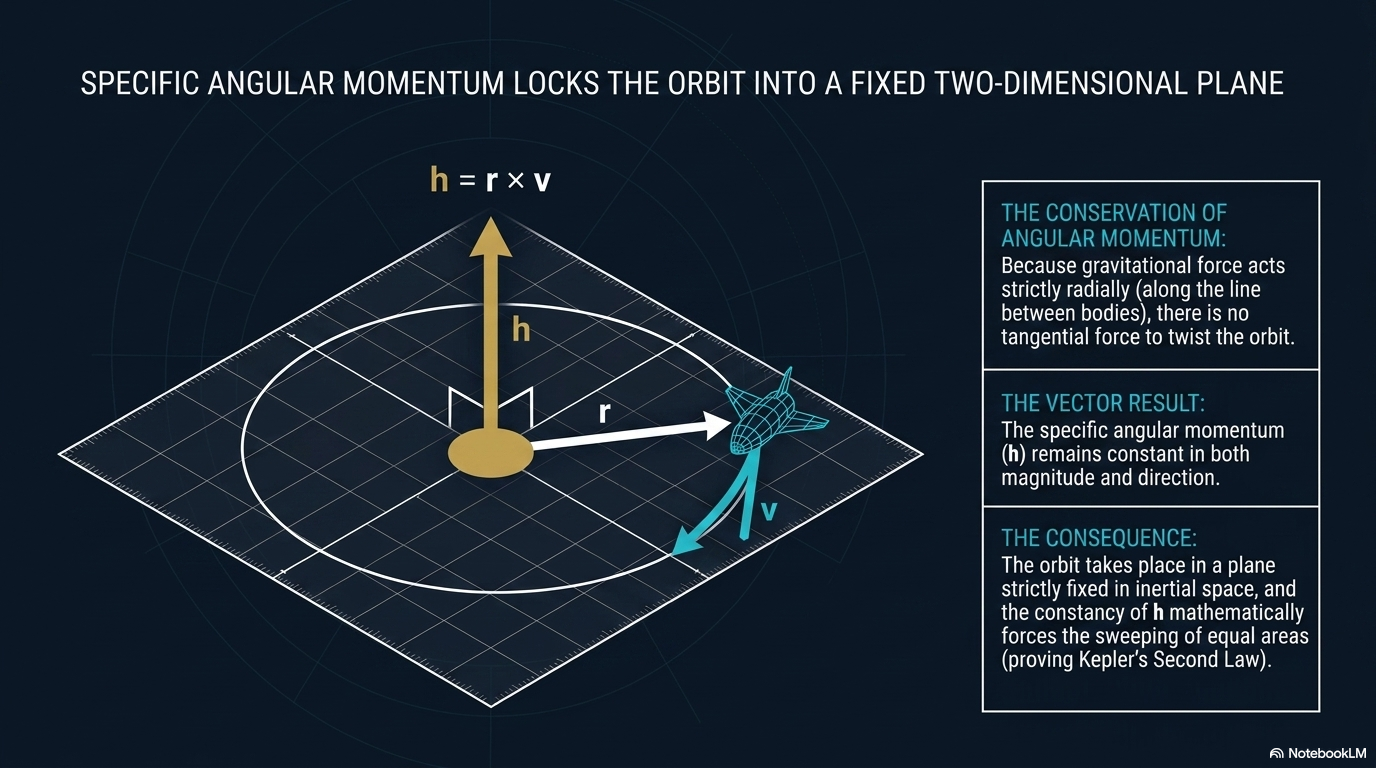 SPECIFIC ANGULAR MOMENTUM LOCKS THE ORBIT INTO A FIXED TWO-DIMENSIONAL PLANE
h = r × v
h
r
v
THE CONSERVATION OF
ANGULAR MOMENTUM:
Because gravitational force acts
strictly radially (along the line
between bodies), there is no
tangential force to twist the orbit.
THE VECTOR RESULT:
The specific angular momentum
(h) remains constant in both
magnitude and direction.
THE CONSEQUENCE:
The orbit takes place in a plane
strictly fixed in inertial space, and
the constancy of h mathematically
forces the sweeping of equal areas
(proving Kepler's Second Law).
NotebookLM